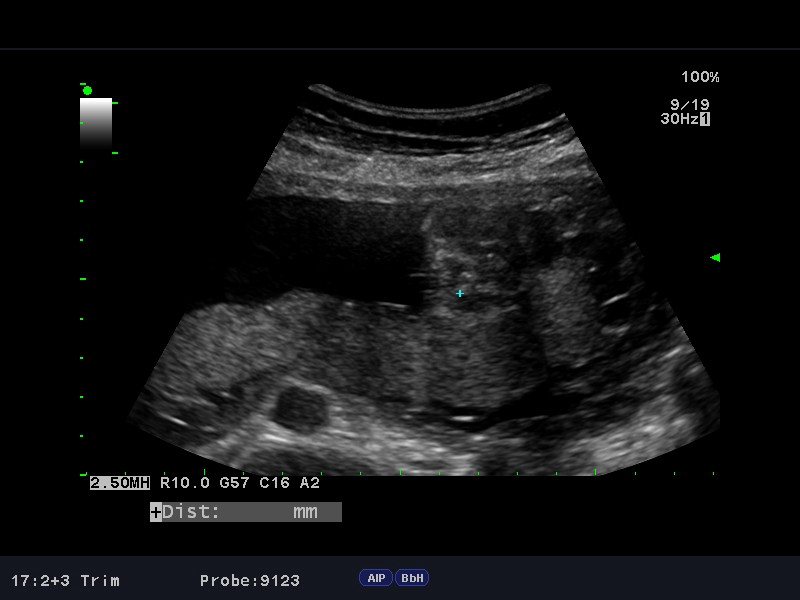 100%
9/19
30Hz1
2.50MH R10.0 G57 C16 A2
+Dist: mm
17:2+3 Trim Probe:9123 AIP BbH